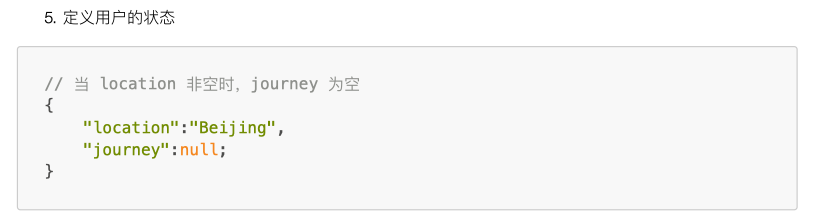 5. 定义用户的状态
// 当 location 非空时，journey 为空
{
    "location":"Beijing",
    "journey":null;
}